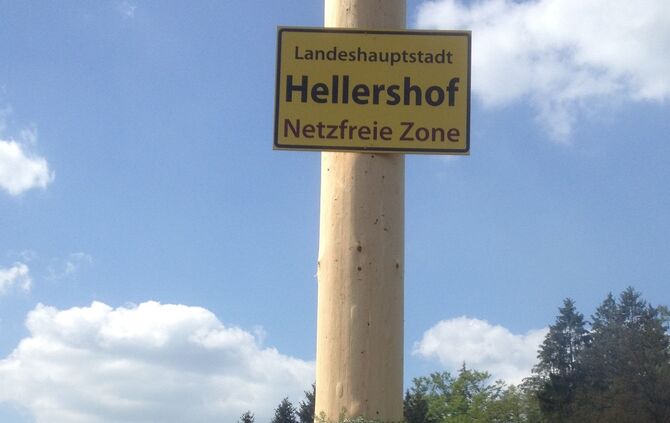 Landeshauptstadt
Hellershof
Netzfreie Zone